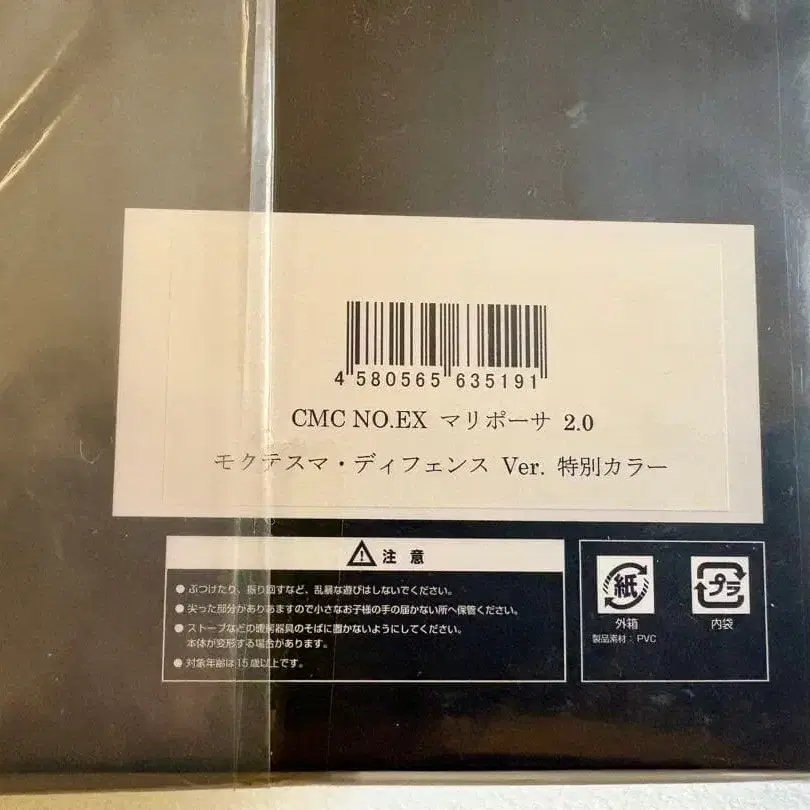 4 580565 635191
CMC NO.EX マリポーサ 2.0
モクテスマ・ディフェンス Ver. 特別カラー
注 意
● ぶつけたり、振り回すなど、乱暴な遊びはしないでください。
● 尖った部分がありあますので小さなお子様の手の届かない所へ保管ください。
● ストーブなどの暖房器具のそばに置かないようにしてください。
本体が変形する場合があります。
● 対象年齢は15歳以上です。
紙
外箱
製品素材：PVC
プラ
内袋